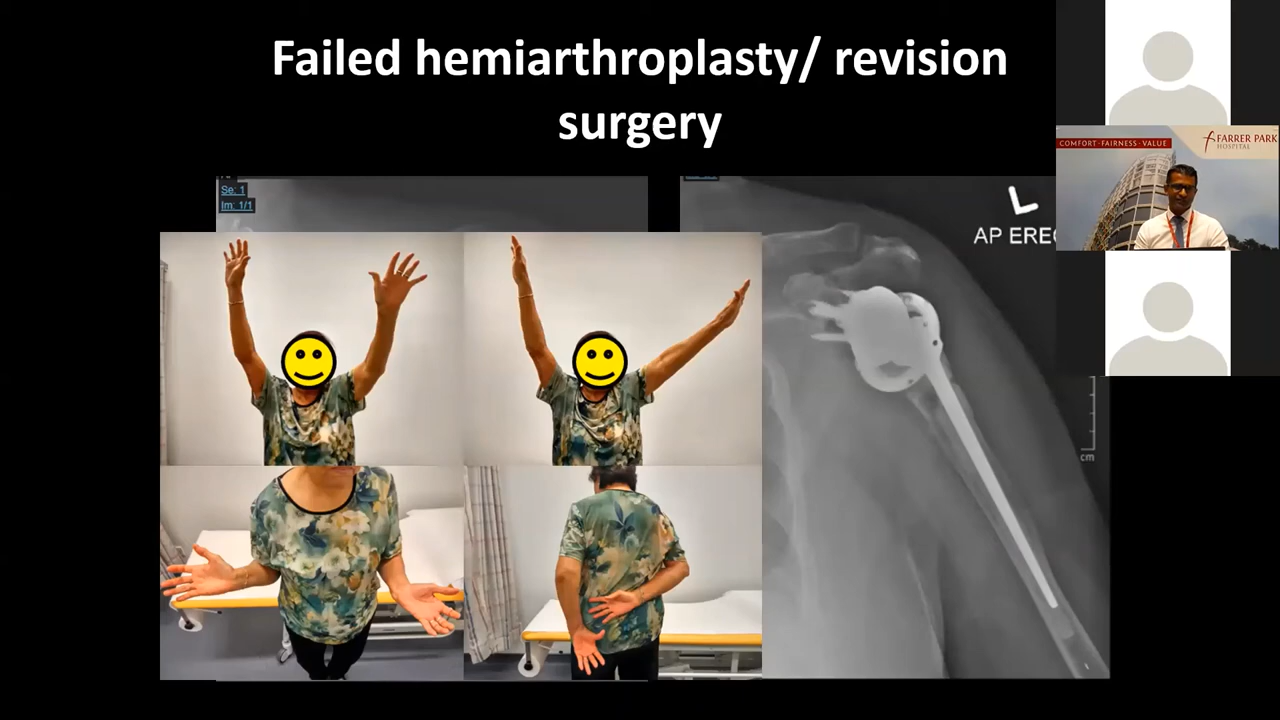 Failed hemiarthroplasty/ revision
surgery
Se: 1
Im: 1/1
L
AP EREC
cm
COMFORT · FAIRNESS · VALUE
FARRER PARK
HOSPITAL